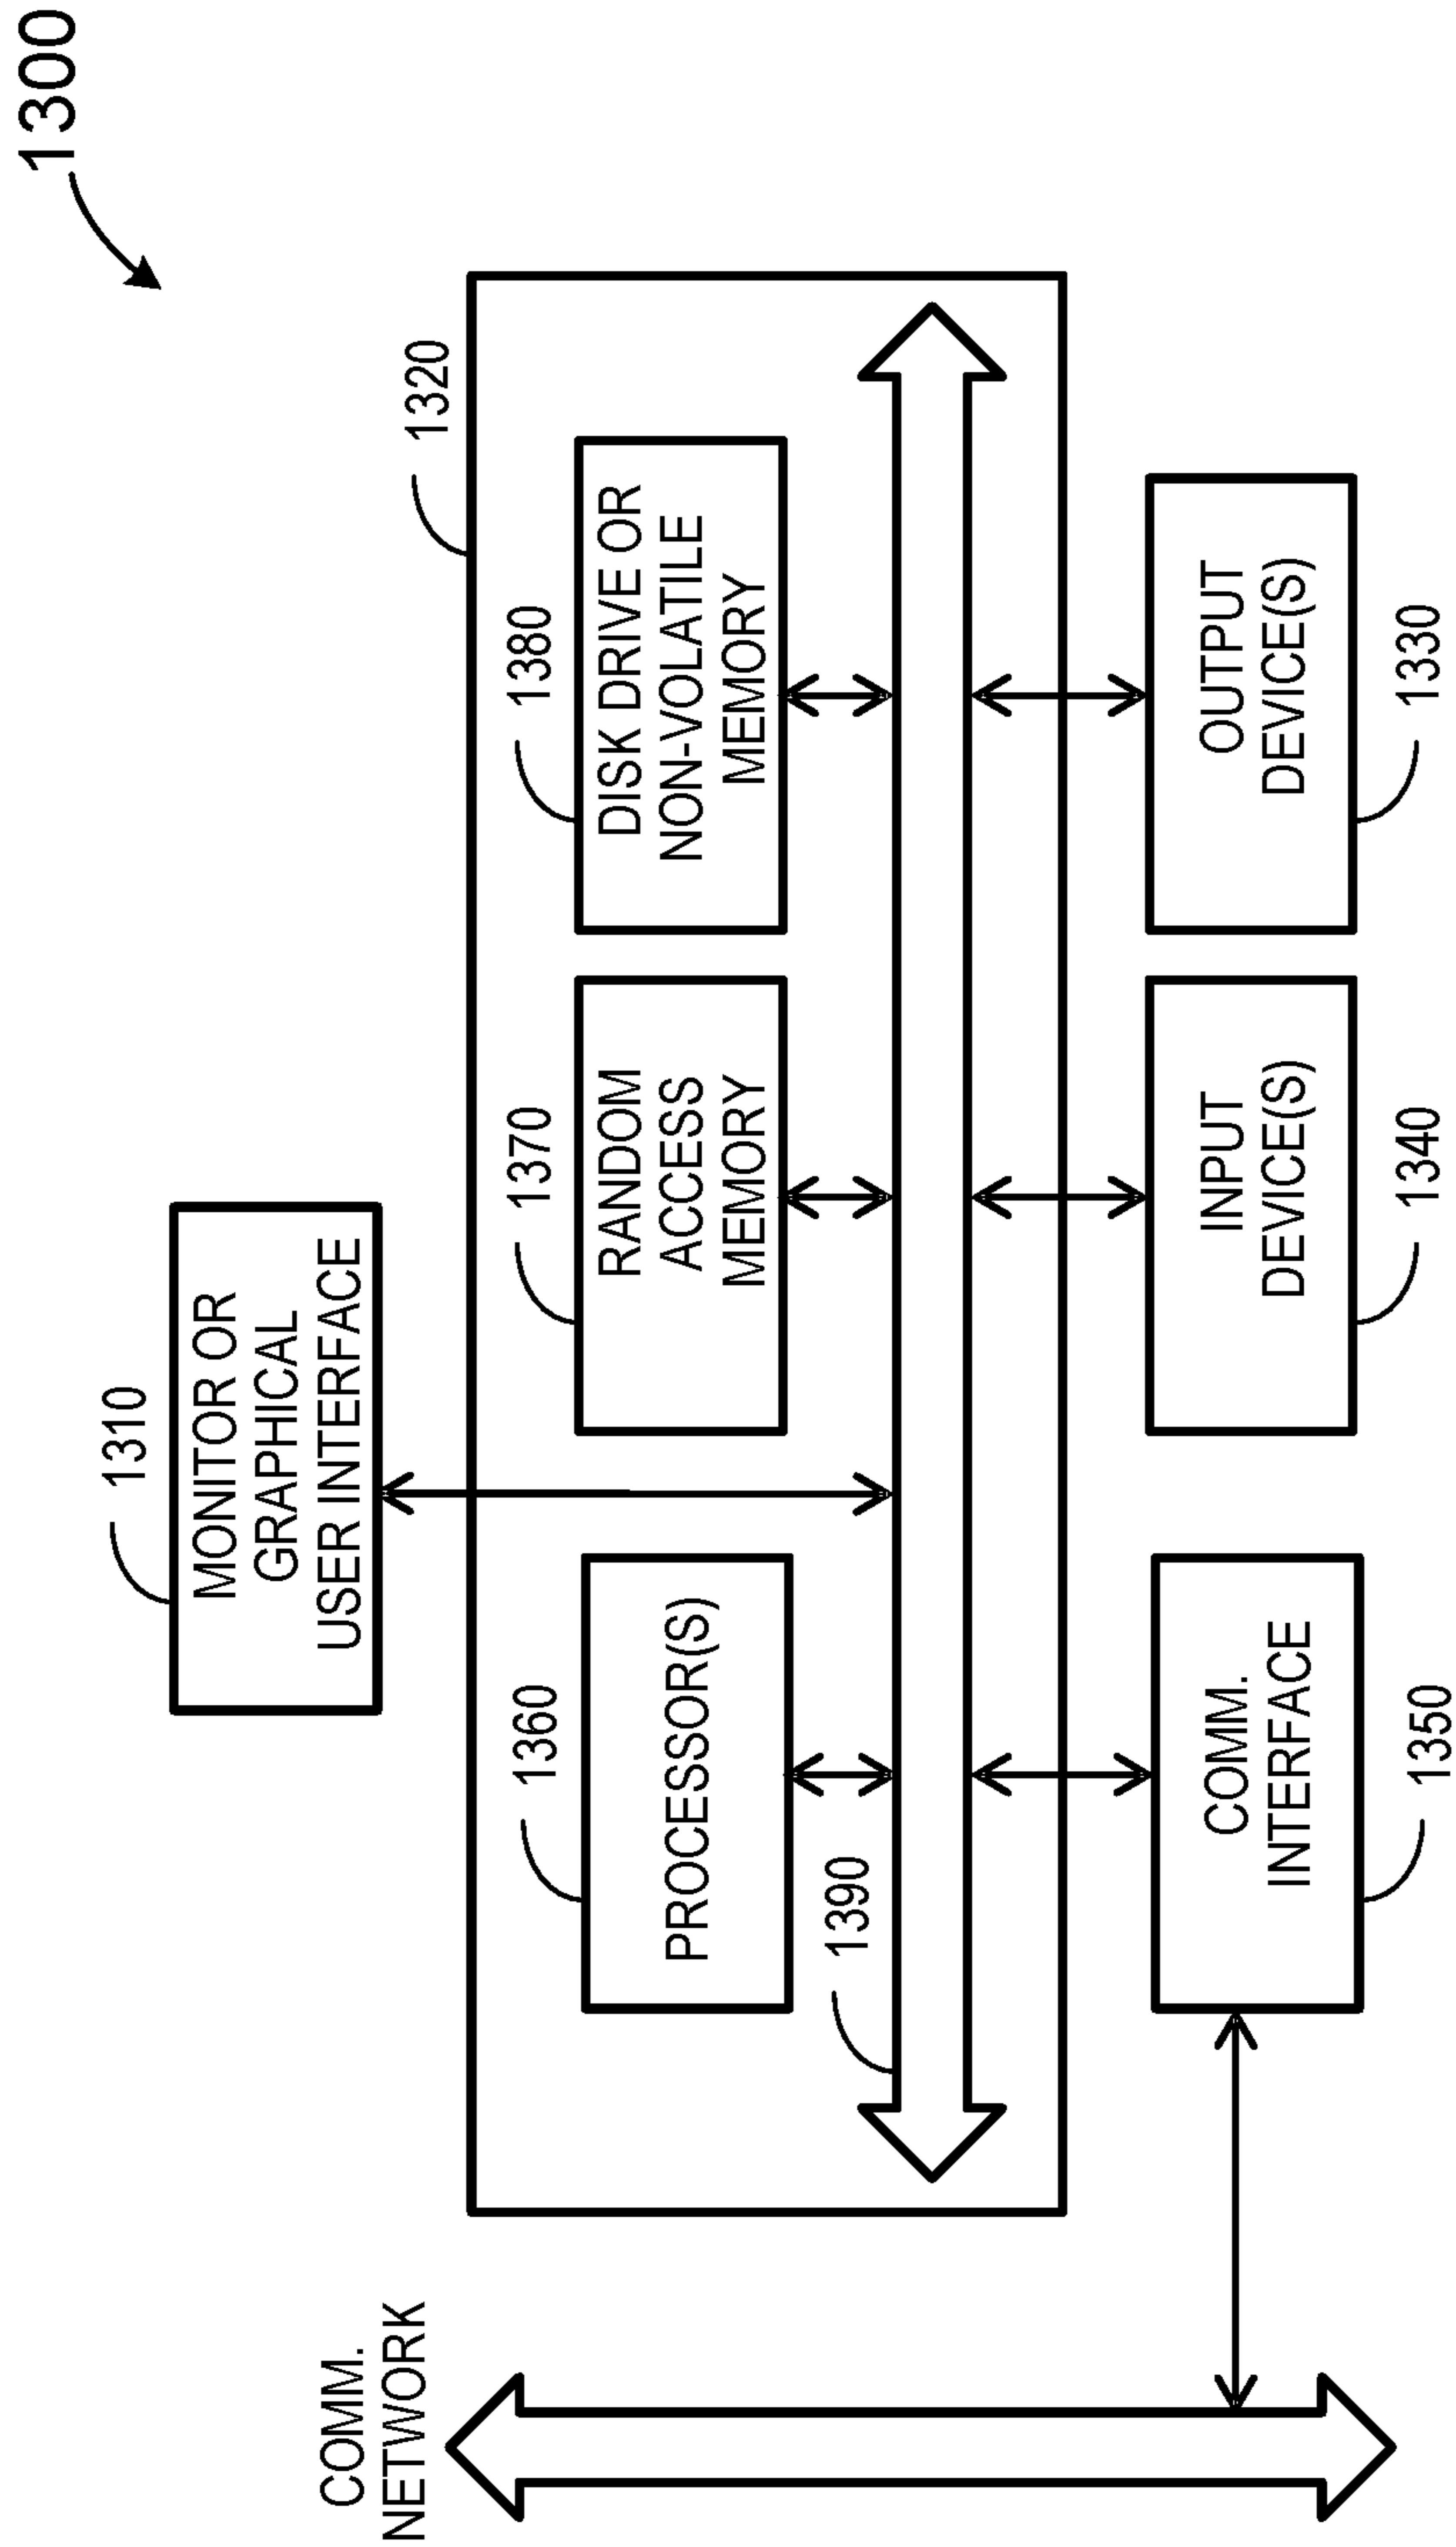 1300
1310
MONITOR OR
GRAPHICAL
USER INTERFACE
COMM.
NETWORK
1320
1360
PROCESSOR(S)
1370
RANDOM
ACCESS
MEMORY
1380
DISK DRIVE OR
NON-VOLATILE
MEMORY
1390
COMM.
INTERFACE
1350
INPUT
DEVICE(S)
1340
OUTPUT
DEVICE(S)
1330